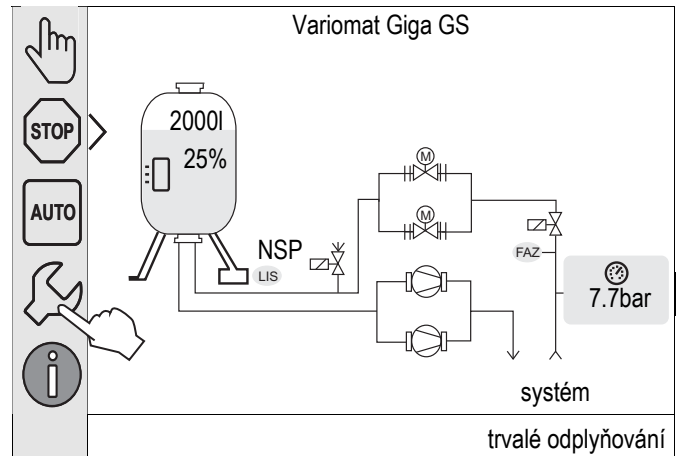 Variomat Giga GS
STOP
2000l
25%
M
AUTO
M
NSP
FAZ
LIS
7.7bar
systém
trvalé odplyňování